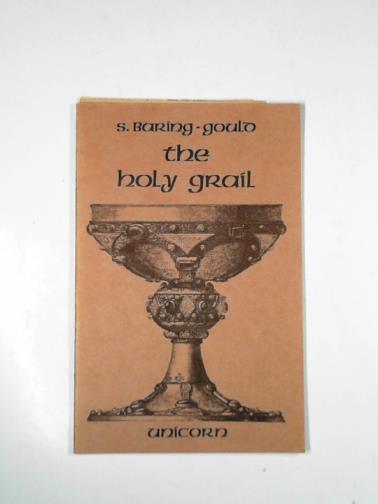 s. Baring-gould
the
holy grail
unicorn